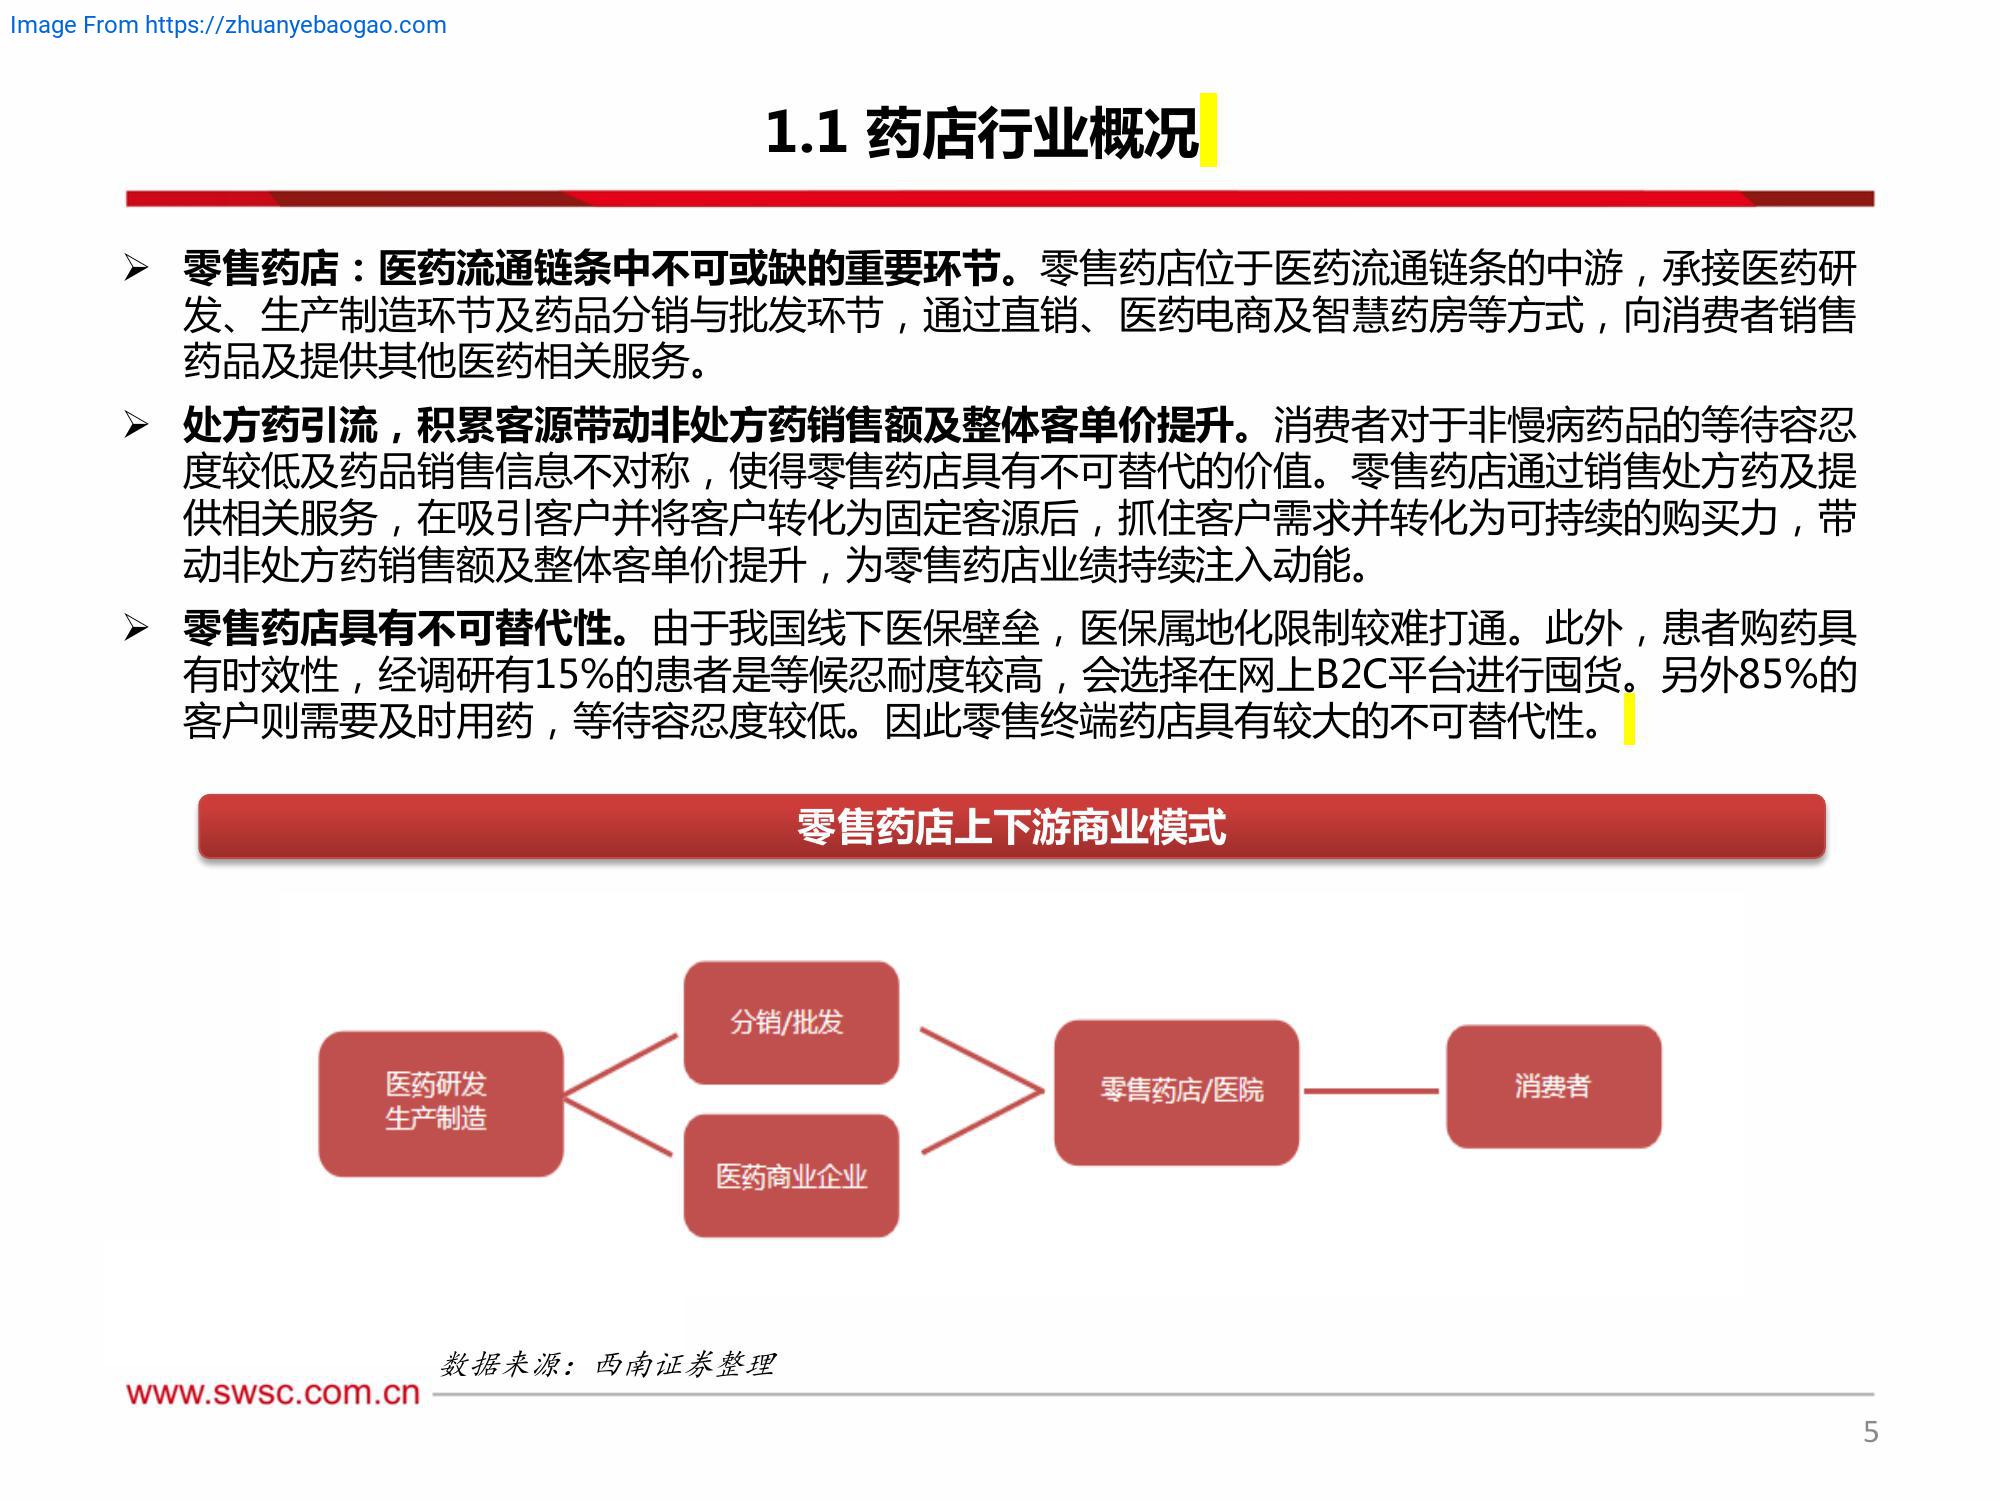 Image From https://zhuanyebaogao.com
1.1 药店行业概况
➢ 零售药店：医药流通链条中不可或缺的重要环节。零售药店位于医药流通链条的中游，承接医药研
发、生产制造环节及药品分销与批发环节，通过直销、医药电商及智慧药房等方式，向消费者销售
药品及提供其他医药相关服务。
➢ 处方药引流，积累客源带动非处方药销售额及整体客单价提升。消费者对于非慢病药品的等待容忍
度较低及药品销售信息不对称，使得零售药店具有不可替代的价值。零售药店通过销售处方药及提
供相关服务，在吸引客户并将客户转化为固定客源后，抓住客户需求并转化为可持续的购买力，带
动非处方药销售额及整体客单价提升，为零售药店业绩持续注入动能。
➢ 零售药店具有不可替代性。由于我国线下医保壁垒，医保属地化限制较难打通。此外，患者购药具
有时效性，经调研有15%的患者是等候忍耐度较高，会选择在网上B2C平台进行囤货。另外85%的
客户则需要及时用药，等待容忍度较低。因此零售终端药店具有较大的不可替代性。
零售药店上下游商业模式
医药研发
生产制造
分销/批发
医药商业企业
零售药店/医院
消费者
数据来源：西南证券整理
www.swsc.com.cn
5